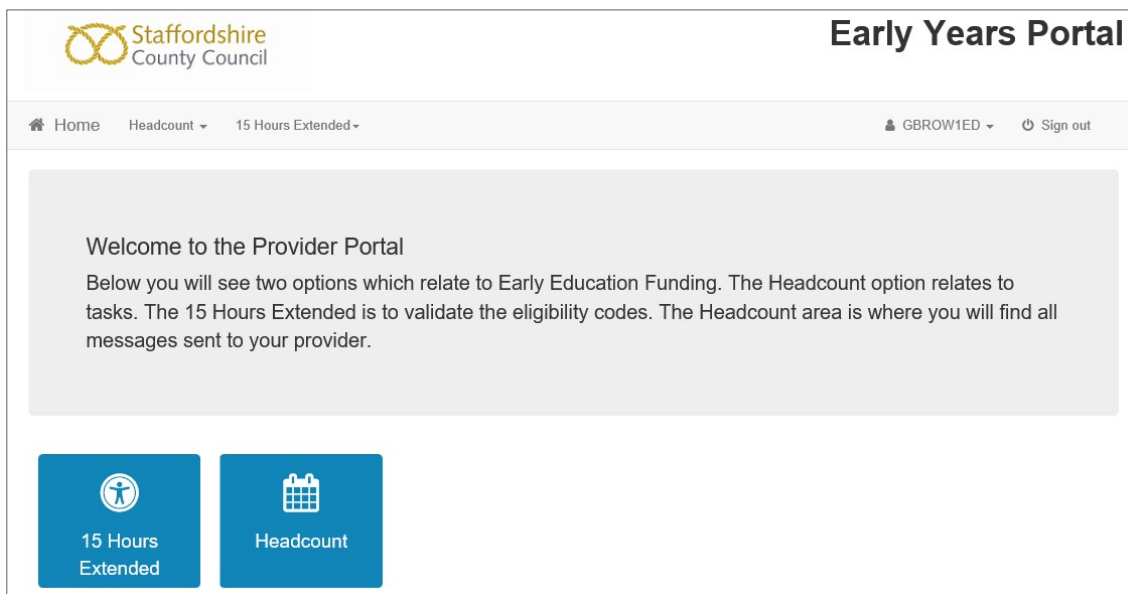 Staffordshire
County Council
Early Years Portal
Home
Headcount
15 Hours Extended
GBROW1ED
Sign out
Welcome to the Provider Portal
Below you will see two options which relate to Early Education Funding. The Headcount option relates to
tasks. The 15 Hours Extended is to validate the eligibility codes. The Headcount area is where you will find all
messages sent to your provider.
15 Hours
Extended
Headcount